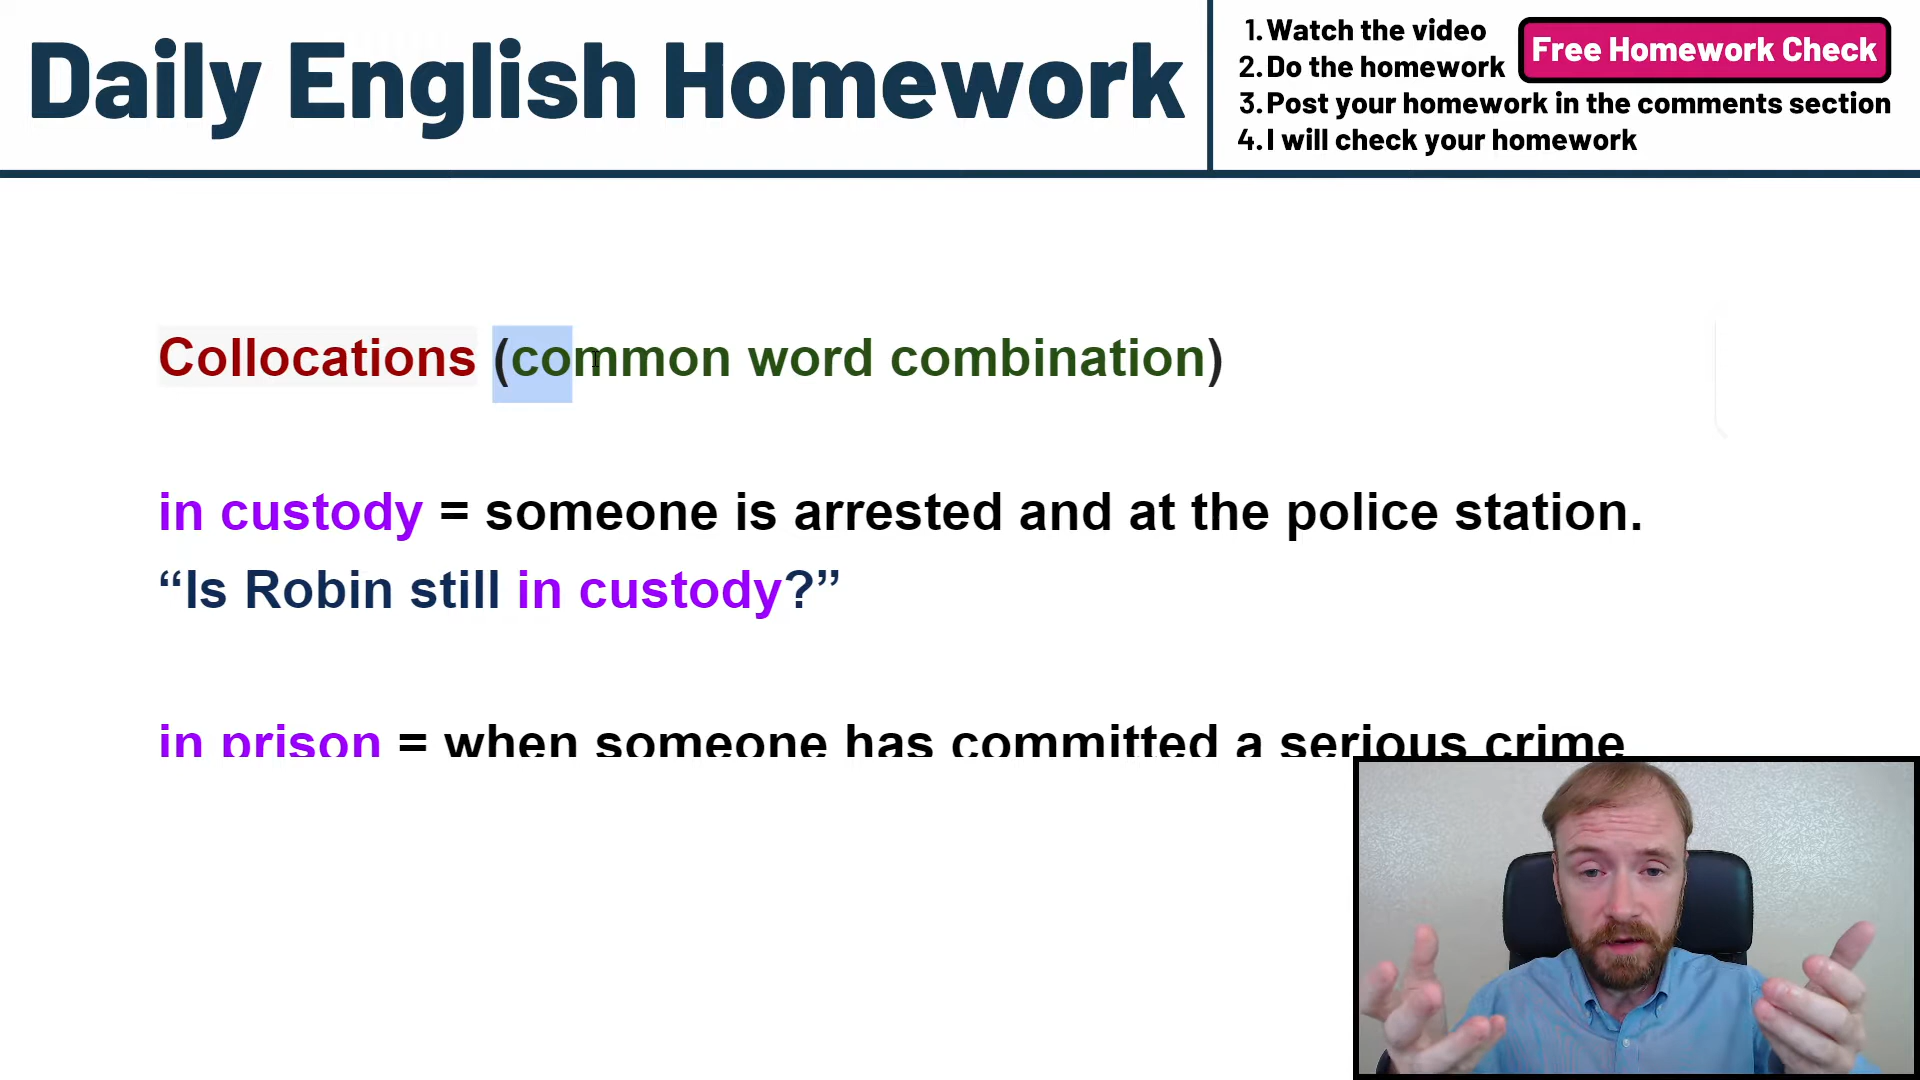 Daily English Homework
1. Watch the video
Free Homework Check
2. Do the homework
3. Post your homework in the comments section
4. I will check your homework
Collocations (common word combination)
in custody = someone is arrested and at the police station.
“Is Robin still in custody?”
in prison = when someone has committed a serious crime